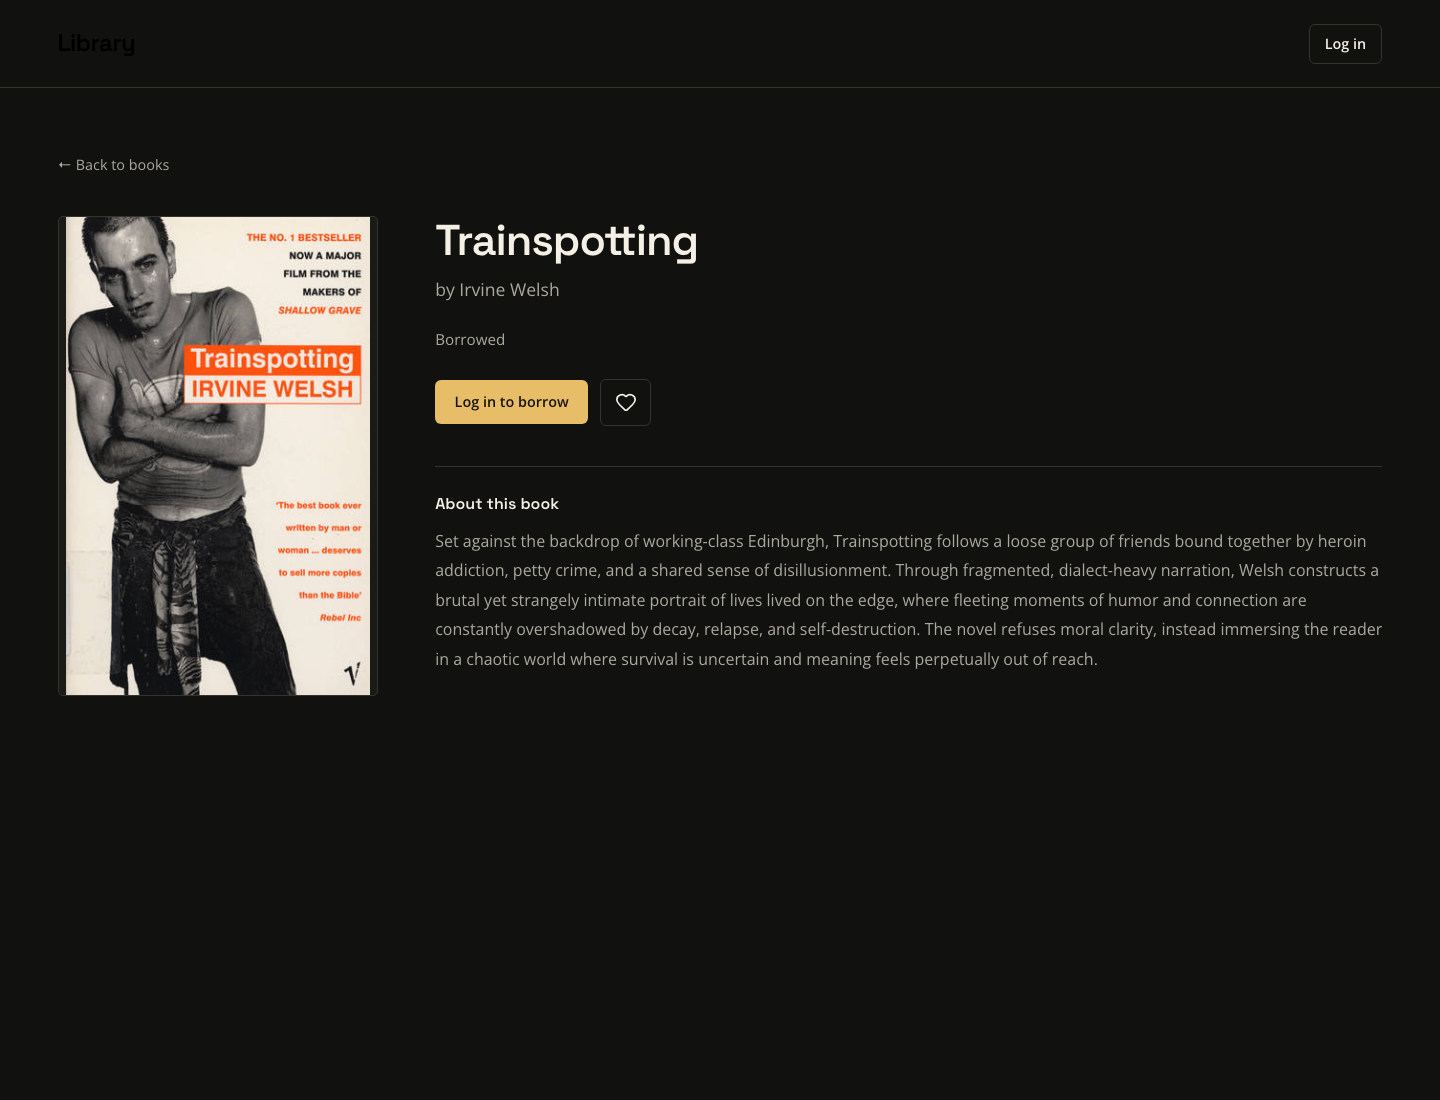 Library
Log in
← Back to books
THE NO. 1 BESTSELLER
NOW A MAJOR
FILM FROM THE
MAKERS OF
SHALLOW GRAVE
Trainspotting
IRVINE WELSH
'The best book ever
written by man or
woman ... deserves
to sell more copies
than the Bible'
Rebel Inc
V
Trainspotting
by Irvine Welsh
Borrowed
Log in to borrow
About this book
Set against the backdrop of working-class Edinburgh, Trainspotting follows a loose group of friends bound together by heroin
addiction, petty crime, and a shared sense of disillusionment. Through fragmented, dialect-heavy narration, Welsh constructs a
brutal yet strangely intimate portrait of lives lived on the edge, where fleeting moments of humor and connection are
constantly overshadowed by decay, relapse, and self-destruction. The novel refuses moral clarity, instead immersing the reader
in a chaotic world where survival is uncertain and meaning feels perpetually out of reach.